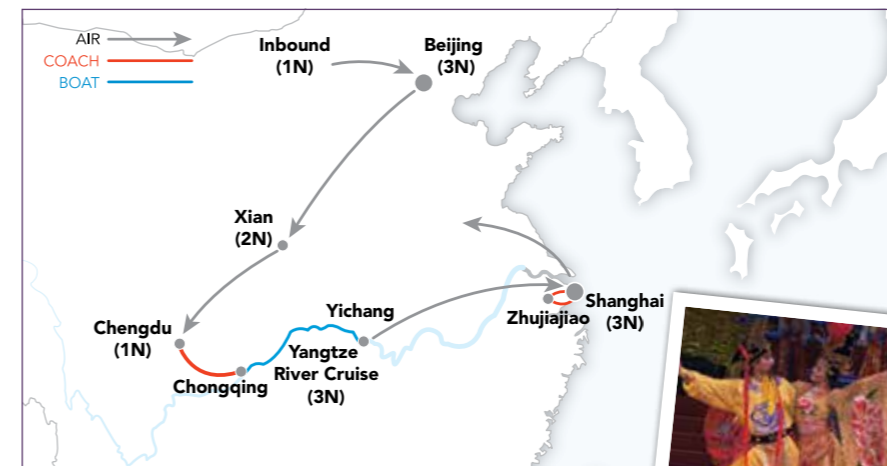 AIR
COACH
BOAT
Inbound
(1N)
Beijing
(3N)
Xian
(2N)
Chengdu
(1N)
Chongqing
Yichang
Yangtze
River Cruise
(3N)
Zhujiajiao
Shanghai
(3N)